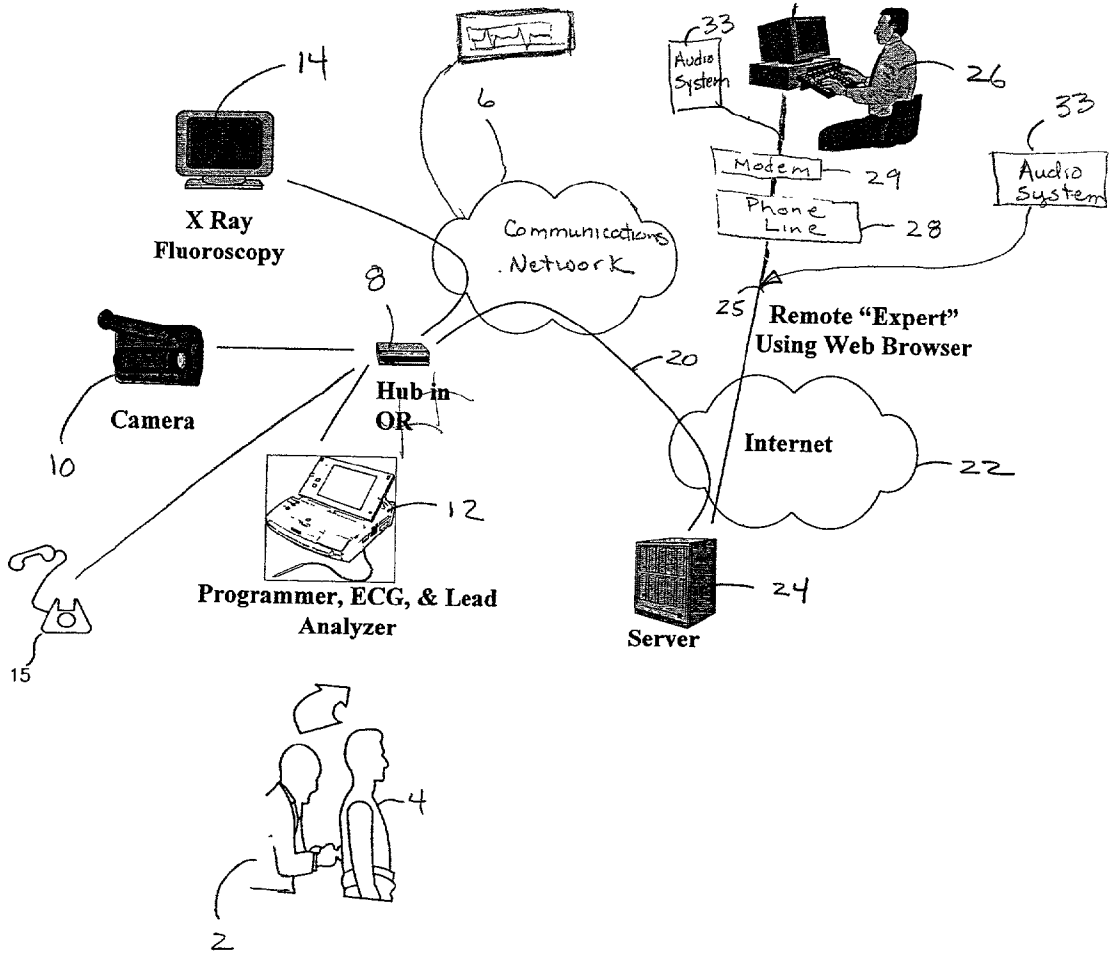 33
Audio
System
26
14
6
33
Audio
System
Modem
29
X Ray
Fluoroscopy
Phone
Line
28
Communications
Network
8
25
Remote “Expert”
Using Web Browser
20
Hub in
OR
Camera
10
Internet
22
12
24
Programmer, ECG, & Lead
Analyzer
Server
15
4
2